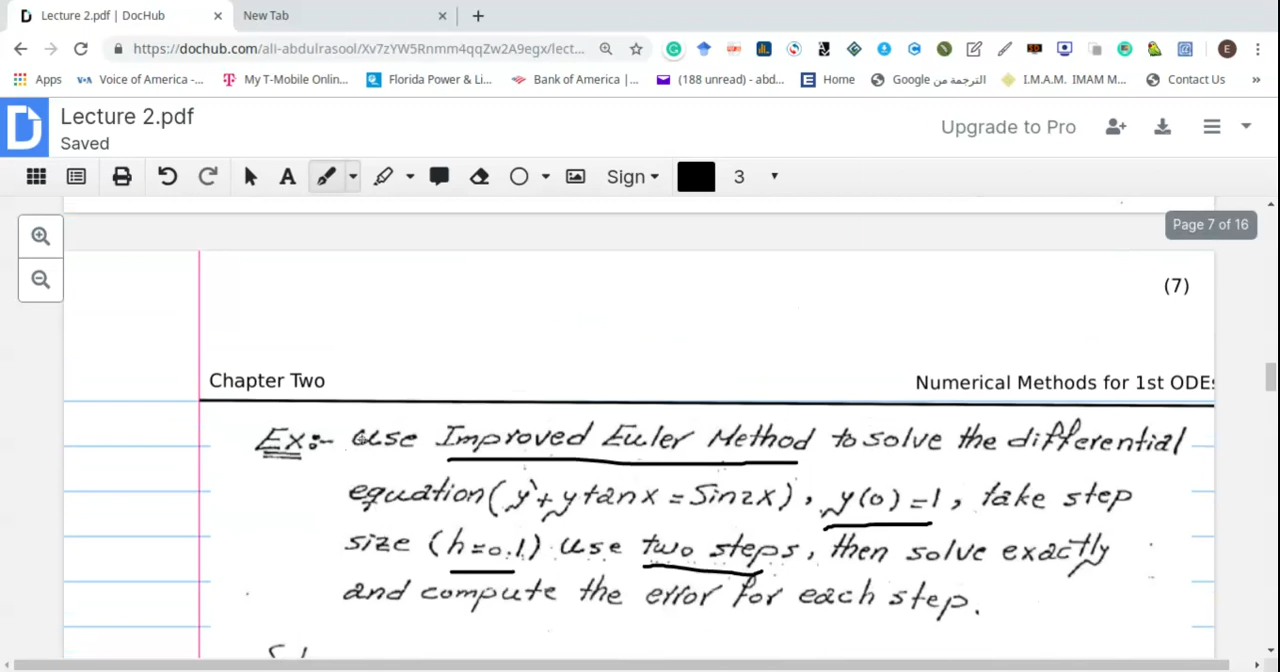 Lecture 2.pdf | DocHub
New Tab
https://dochub.com/ali-abdulrasool/Xv7zYW5Rnmm4qqZw2A9egx/lect...
E
Apps
Voice of America -...
My T-Mobile Onlin...
Florida Power & Li...
Bank of America |...
(188 unread) - abd...
Home
الترجمة من Google
I.M.A.M. IMAM M...
Contact Us
»
Lecture 2.pdf
Saved
Upgrade to Pro
Sign
3
Page 7 of 16
(7)
Chapter Two
Numerical Methods for 1st ODEs
Ex:- Use Improved Euler Method to solve the differential
equation (y' + y tan x = Sin2x), y(0) = 1, take step
size (h=0.1) use two steps, then solve exactly
and compute the error for each step.